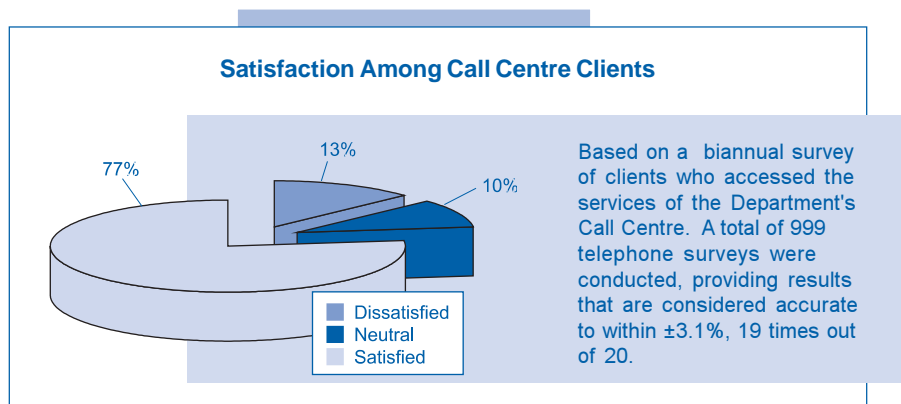 Satisfaction Among Call Centre Clients
77%
13%
10%
Dissatisfied
Neutral
Satisfied
Based on a biannual survey
of clients who accessed the
services of the Department's
Call Centre. A total of 999
telephone surveys were
conducted, providing results
that are considered accurate
to within ±3.1%, 19 times out
of 20.